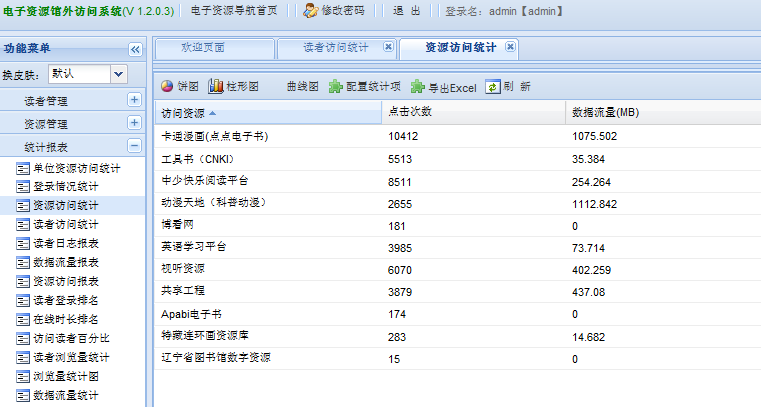 电子资源馆外访问系统(V 1.2.0.3) 电子资源导航首页 修改密码 退 出 登录名: admin【admin】
功能菜单 欢迎页面 读者访问统计 资源访问统计
换皮肤: 默认 饼图 柱形图 曲线图 配置统计项 导出Excel 刷 新
读者管理
资源管理
统计报表
单位资源访问统计
登录情况统计
资源访问统计
读者访问统计
读者日志报表
数据流量报表
资源访问报表
读者登录排名
在线时长排名
访问读者百分比
读者浏览量统计
浏览量统计图
数据流量统计
访问资源 点击次数 数据流量(MB)
卡通漫画(点点电子书) 10412 1075.502
工具书（CNKI） 5513 35.384
中少快乐阅读平台 8511 254.264
动漫天地（科普动漫） 2655 1112.842
博看网 181 0
英语学习平台 3985 73.714
视听资源 6070 402.259
共享工程 3879 437.08
Apabi电子书 174 0
特藏连环画资源库 283 14.682
辽宁省图书馆数字资源 15 0